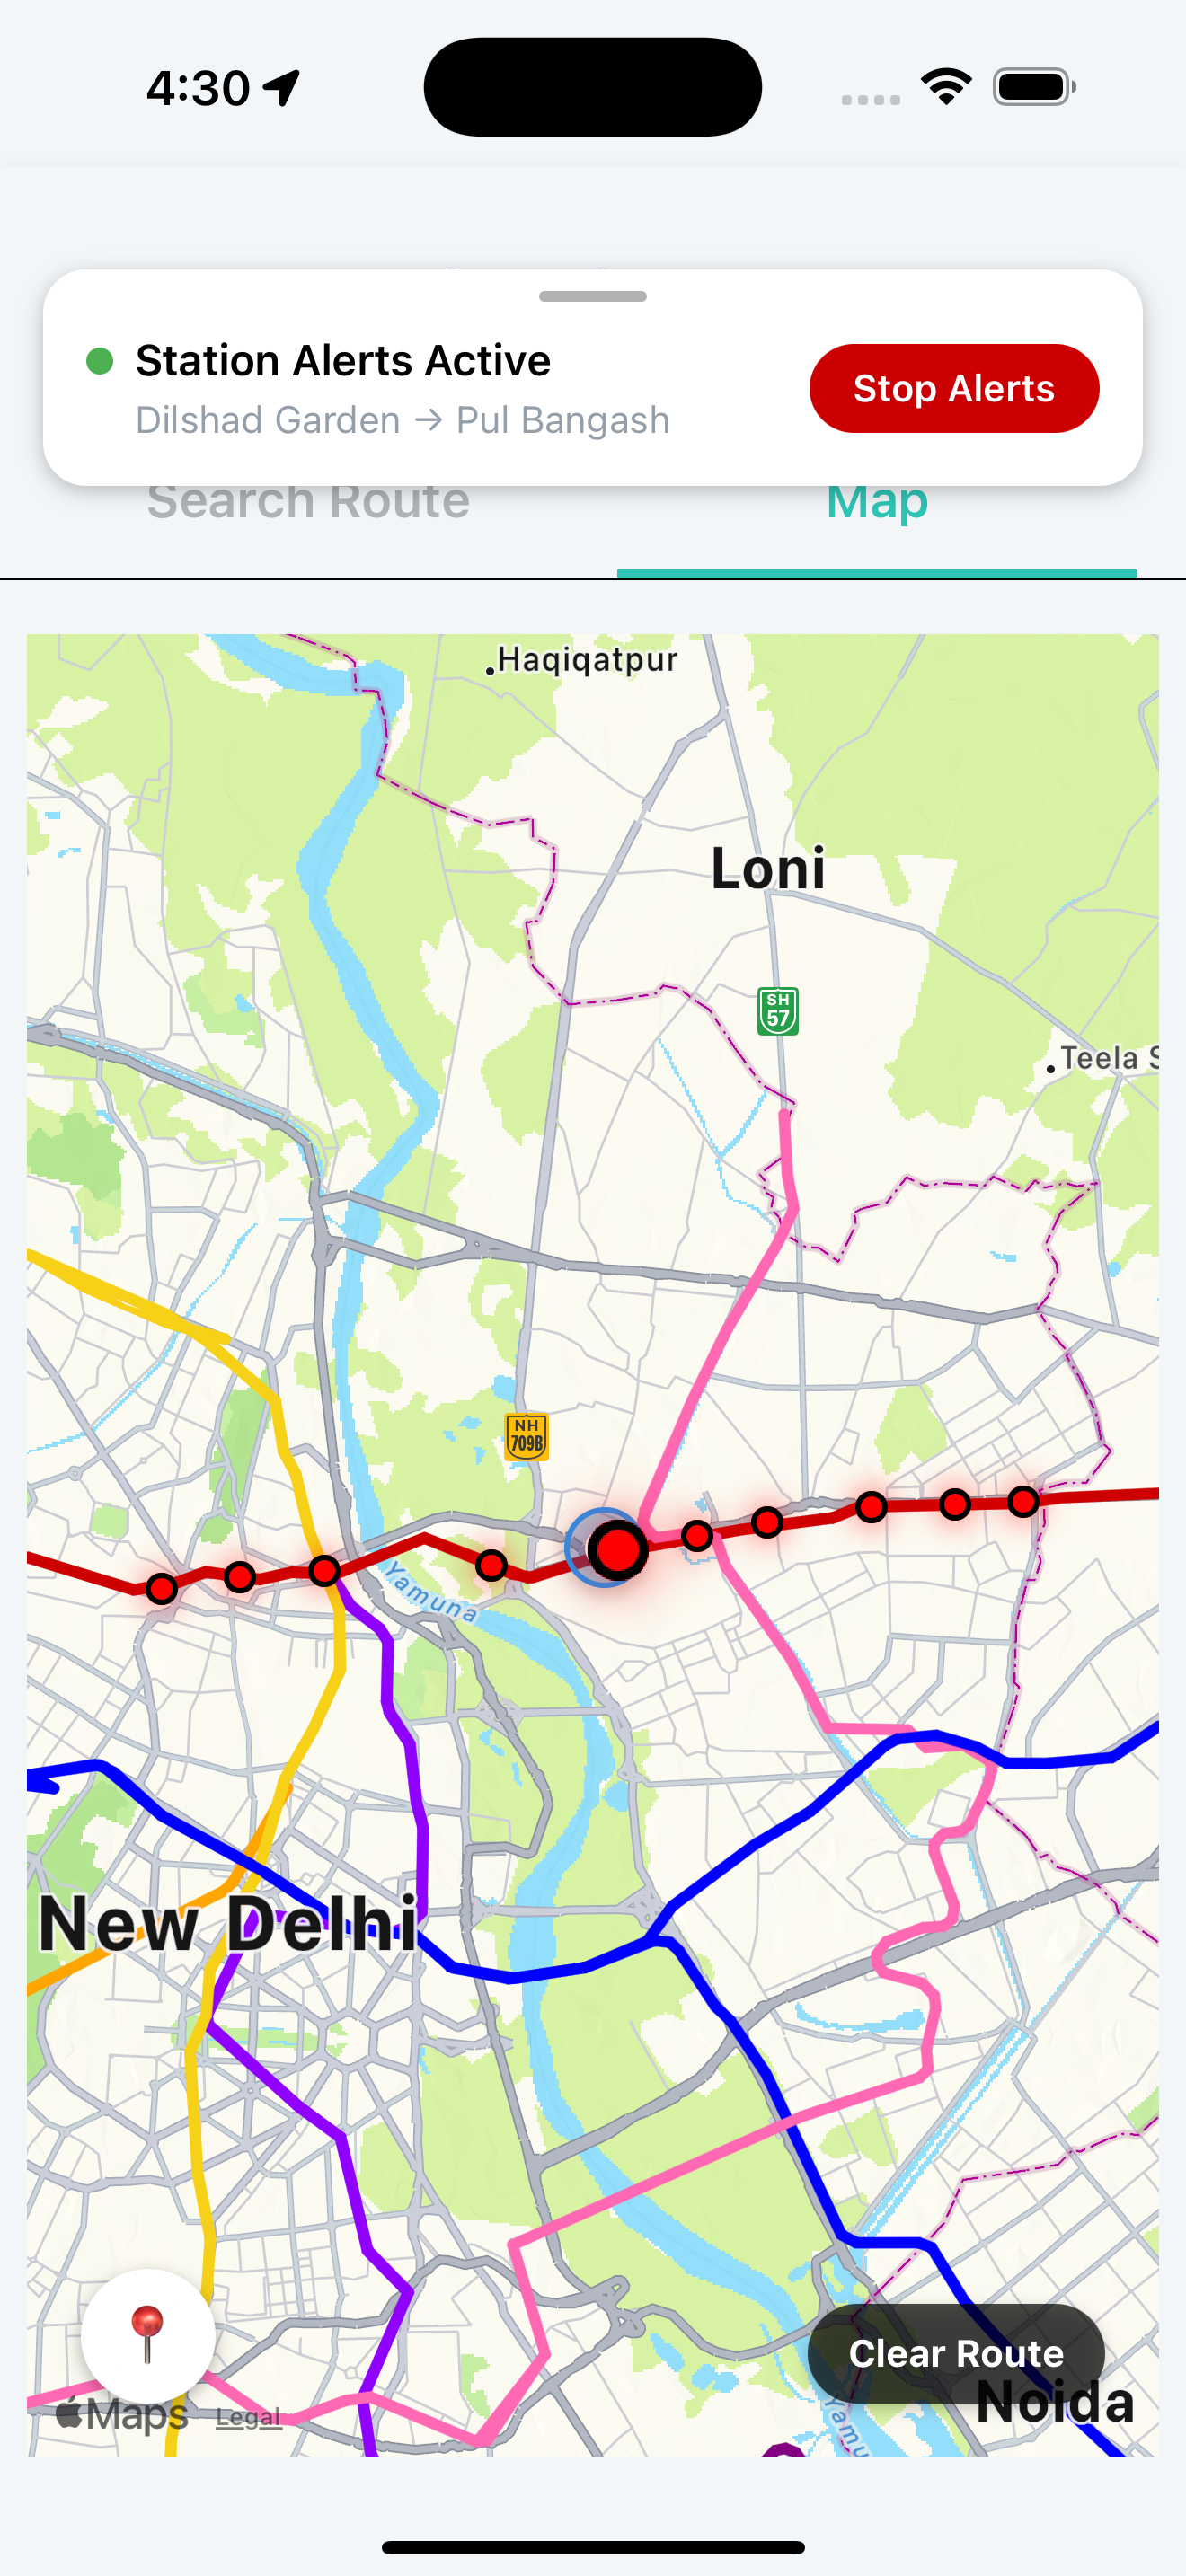 4:30
Station Alerts Active
Dilshad Garden → Pul Bangash
Stop Alerts
Search Route
Map
Haqiqatpur
Loni
SH
57
Teela S
NH
709B
Yamuna
New Delhi
Clear Route
Noida
Maps
Legal
Yamu